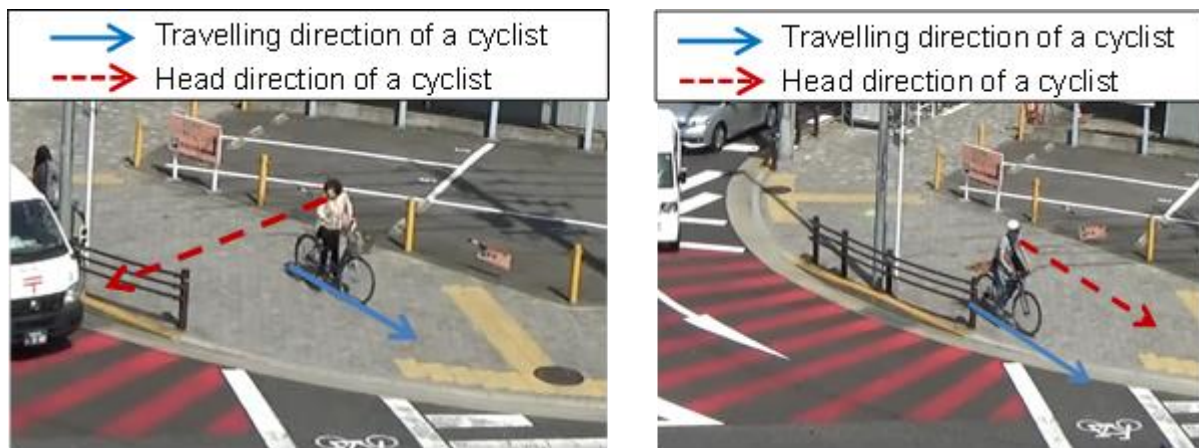 Travelling direction of a cyclist
Head direction of a cyclist
Travelling direction of a cyclist
Head direction of a cyclist